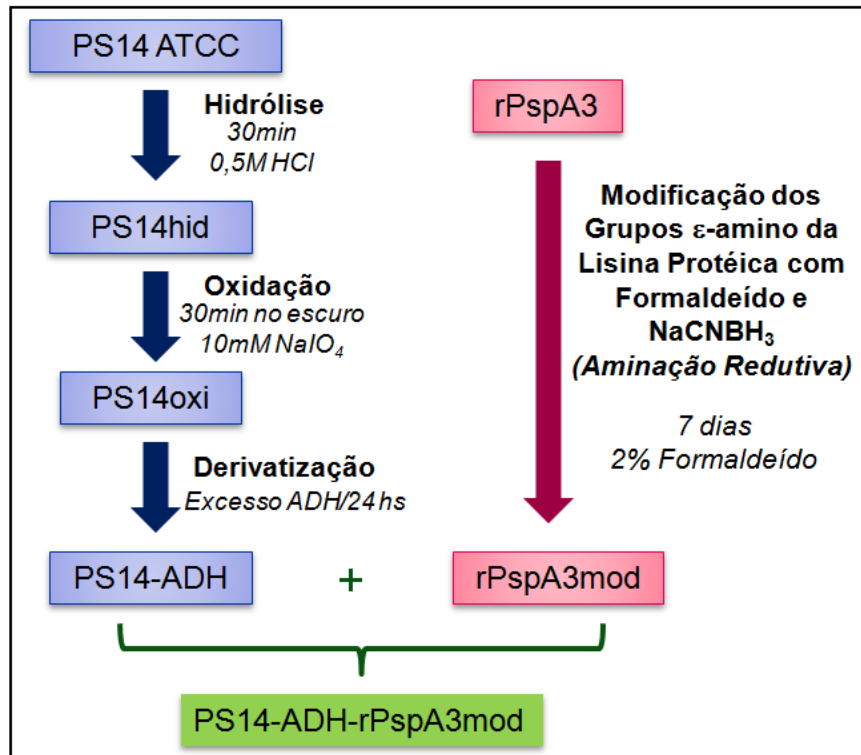 PS14 ATCC
Hidrólise
30min
0,5M HCl
PS14hid
Oxidação
30min no escuro
10mM NaIO₄
PS14oxi
Derivatização
Excesso ADH/24 hs
PS14-ADH
+
rPspA3
Modificação dos
Grupos ε-amino da
Lisina Protéica com
Formaldeído e
NaCNBH₃
(Aminação Redutiva)
7 dias
2% Formaldeído
rPspA3mod
PS14-ADH-rPspA3mod